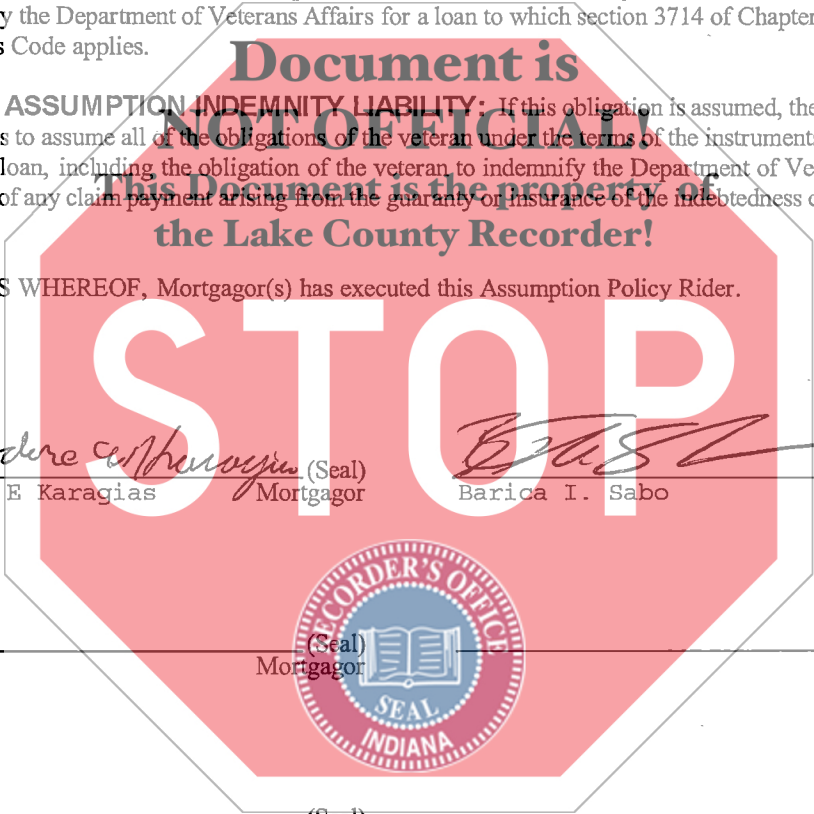 y the Department of Veterans Affairs for a loan to which section 3714 of Chapter
s Code applies.
Document is
ASSUMPTION INDEMNITY LIABILITY: If this obligation is assumed, the
NOT OFFICIAL!
s to assume all of the obligations of the veteran under the terms of the instruments
loan, including the obligation of the veteran to indemnify the Department of Ve
This Document is the property of
of any claim payment arising from the guaranty or insurance of the indebtedness c
the Lake County Recorder!
S WHEREOF, Mortgagor(s) has executed this Assumption Policy Rider.
STOP
(Seal)
E Karagias Mortgagor Barica I. Sabo
RECORDER'S OFFICE
(Seal)
Mortgagor
SEAL
INDIANA
(Seal)